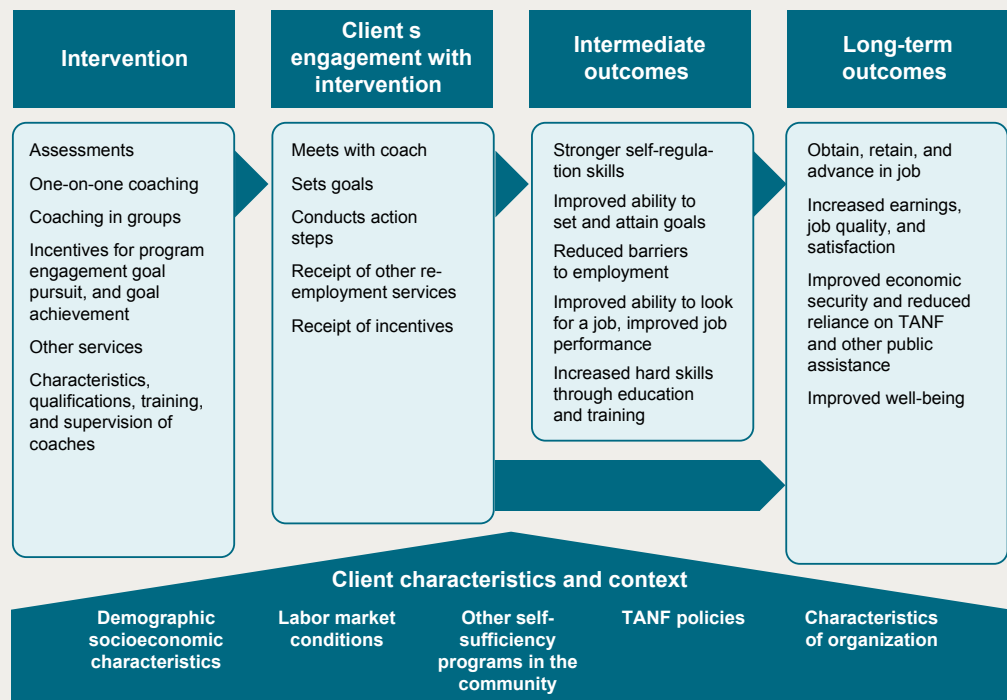 Intervention
Client s
engagement with
intervention
Intermediate
outcomes
Long-term
outcomes
Assessments
One-on-one coaching
Coaching in groups
Incentives for program
engagement goal
pursuit, and goal
achievement
Other services
Characteristics,
qualifications, training,
and supervision of
coaches
Meets with coach
Sets goals
Conducts action
steps
Receipt of other re-
employment services
Receipt of incentives
Stronger self-regula-
tion skills
Improved ability to
set and attain goals
Reduced barriers
to employment
Improved ability to look
for a job, improved job
performance
Increased hard skills
through education
and training
Obtain, retain, and
advance in job
Increased earnings,
job quality, and
satisfaction
Improved economic
security and reduced
reliance on TANF
and other public
assistance
Improved well-being
Client characteristics and context
Demographic
socioeconomic
characteristics
Labor market
conditions
Other self-
sufficiency
programs in the
community
TANF policies
Characteristics
of organization